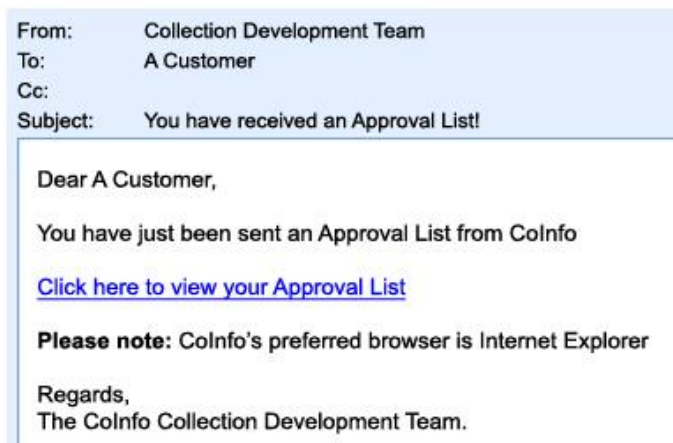 From: Collection Development Team
To: A Customer
Cc:
Subject: You have received an Approval List!
Dear A Customer,
You have just been sent an Approval List from CoInfo
Click here to view your Approval List
Please note: CoInfo's preferred browser is Internet Explorer
Regards,
The CoInfo Collection Development Team.